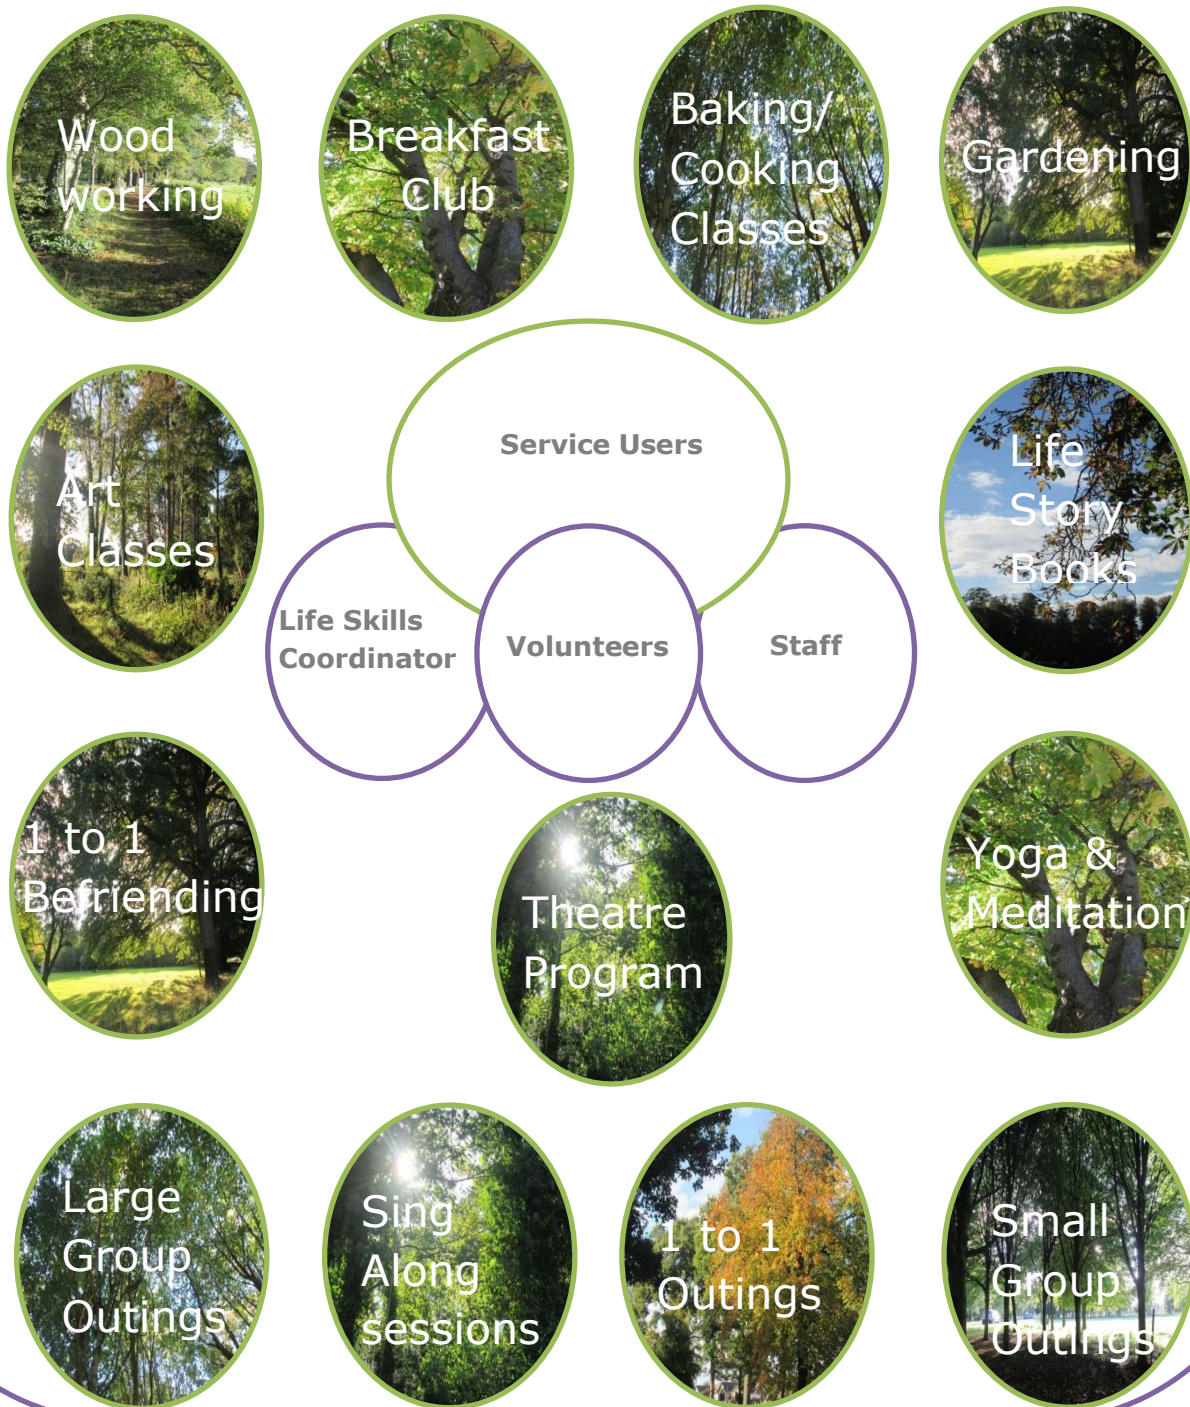 Wood
working
Breakfast
Club
Baking/
Cooking
Classes
Gardening
Service Users
Art
Classes
Life
Story
Books
Life Skills
Coordinator
Volunteers
Staff
1 to 1
Befriending
Theatre
Program
Yoga &
Meditation
Large
Group
Outings
Sing
Along
sessions
1 to 1
Outings
Small
Group
Outings